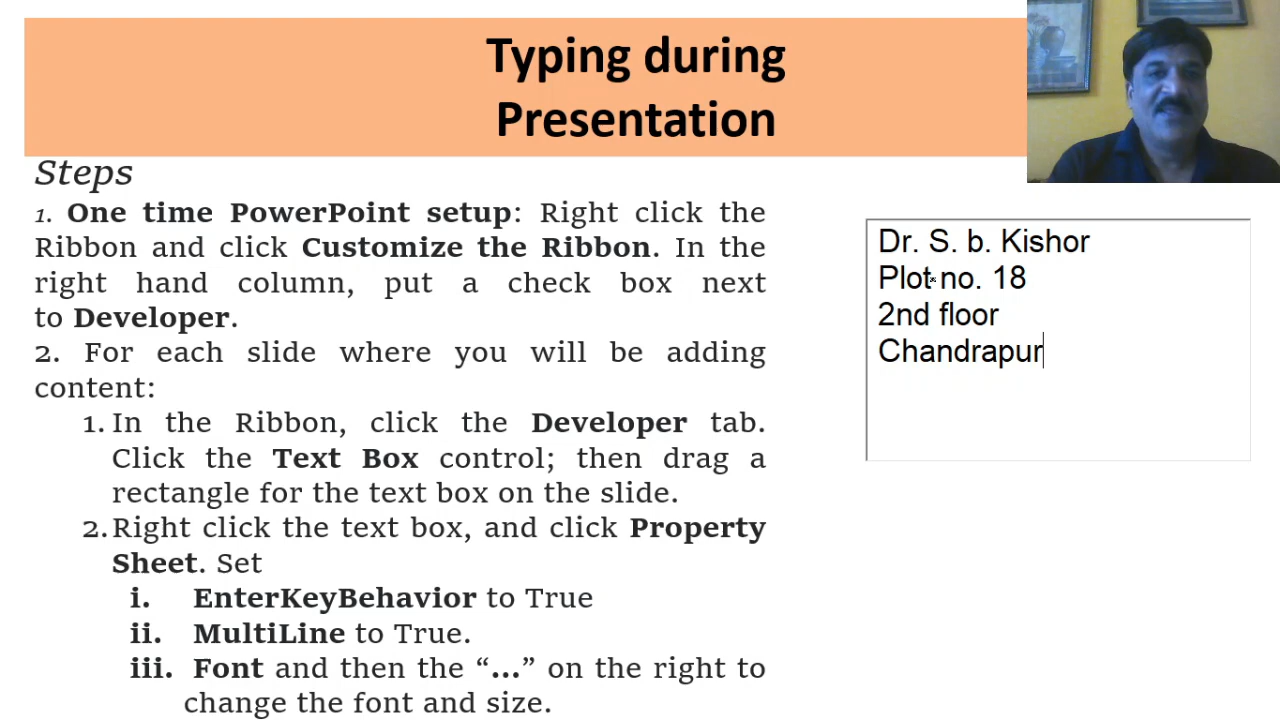 Typing during
Presentation
Steps
1. One time PowerPoint setup: Right click the
Ribbon and click Customize the Ribbon. In the
right hand column, put a check box next
to Developer.
2. For each slide where you will be adding
content:
1. In the Ribbon, click the Developer tab.
Click the Text Box control; then drag a
rectangle for the text box on the slide.
2. Right click the text box, and click Property
Sheet. Set
i. EnterKeyBehavior to True
ii. MultiLine to True.
iii. Font and then the “...” on the right to
change the font and size.
Dr. S. b. Kishor
Plot no. 18
2nd floor
Chandrapur